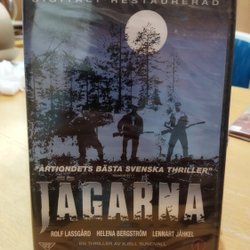 DIGITALT RESTAURERAD
"ÅRTIONDETS BÄSTA SVENSKA THRILLER"
JÄGARNA
ROLF LASSGÅRD HELENA BERGSTRÖM LENNART JÄHKEL
EN THRILLER AV KJELL SUNDVALL